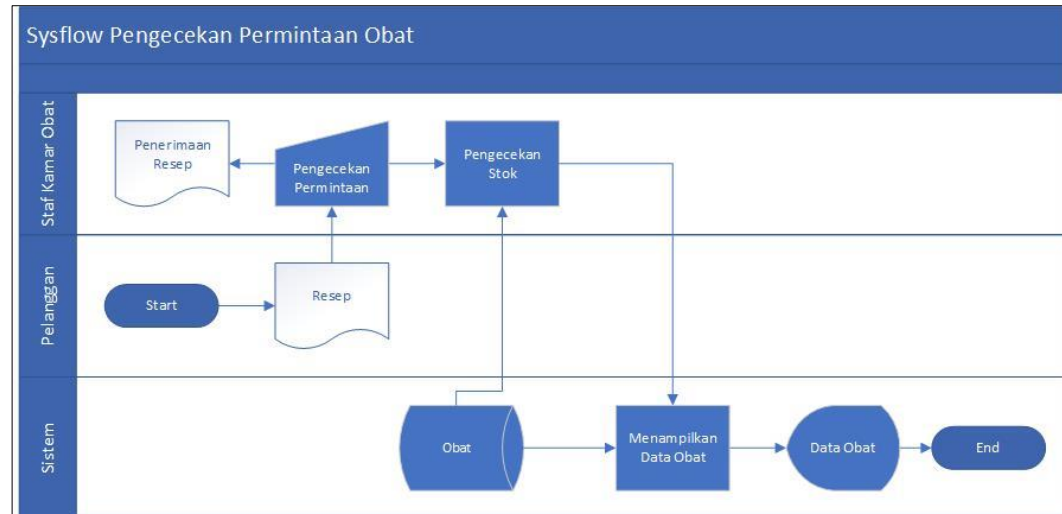 Sysflow Pengecekan Permintaan Obat
Staf Kamar Obat
Penerimaan
Resep
Pengecekan
Permintaan
Pengecekan
Stok
Pelanggan
Start
Resep
Sistem
Obat
Menampilkan
Data Obat
Data Obat
End